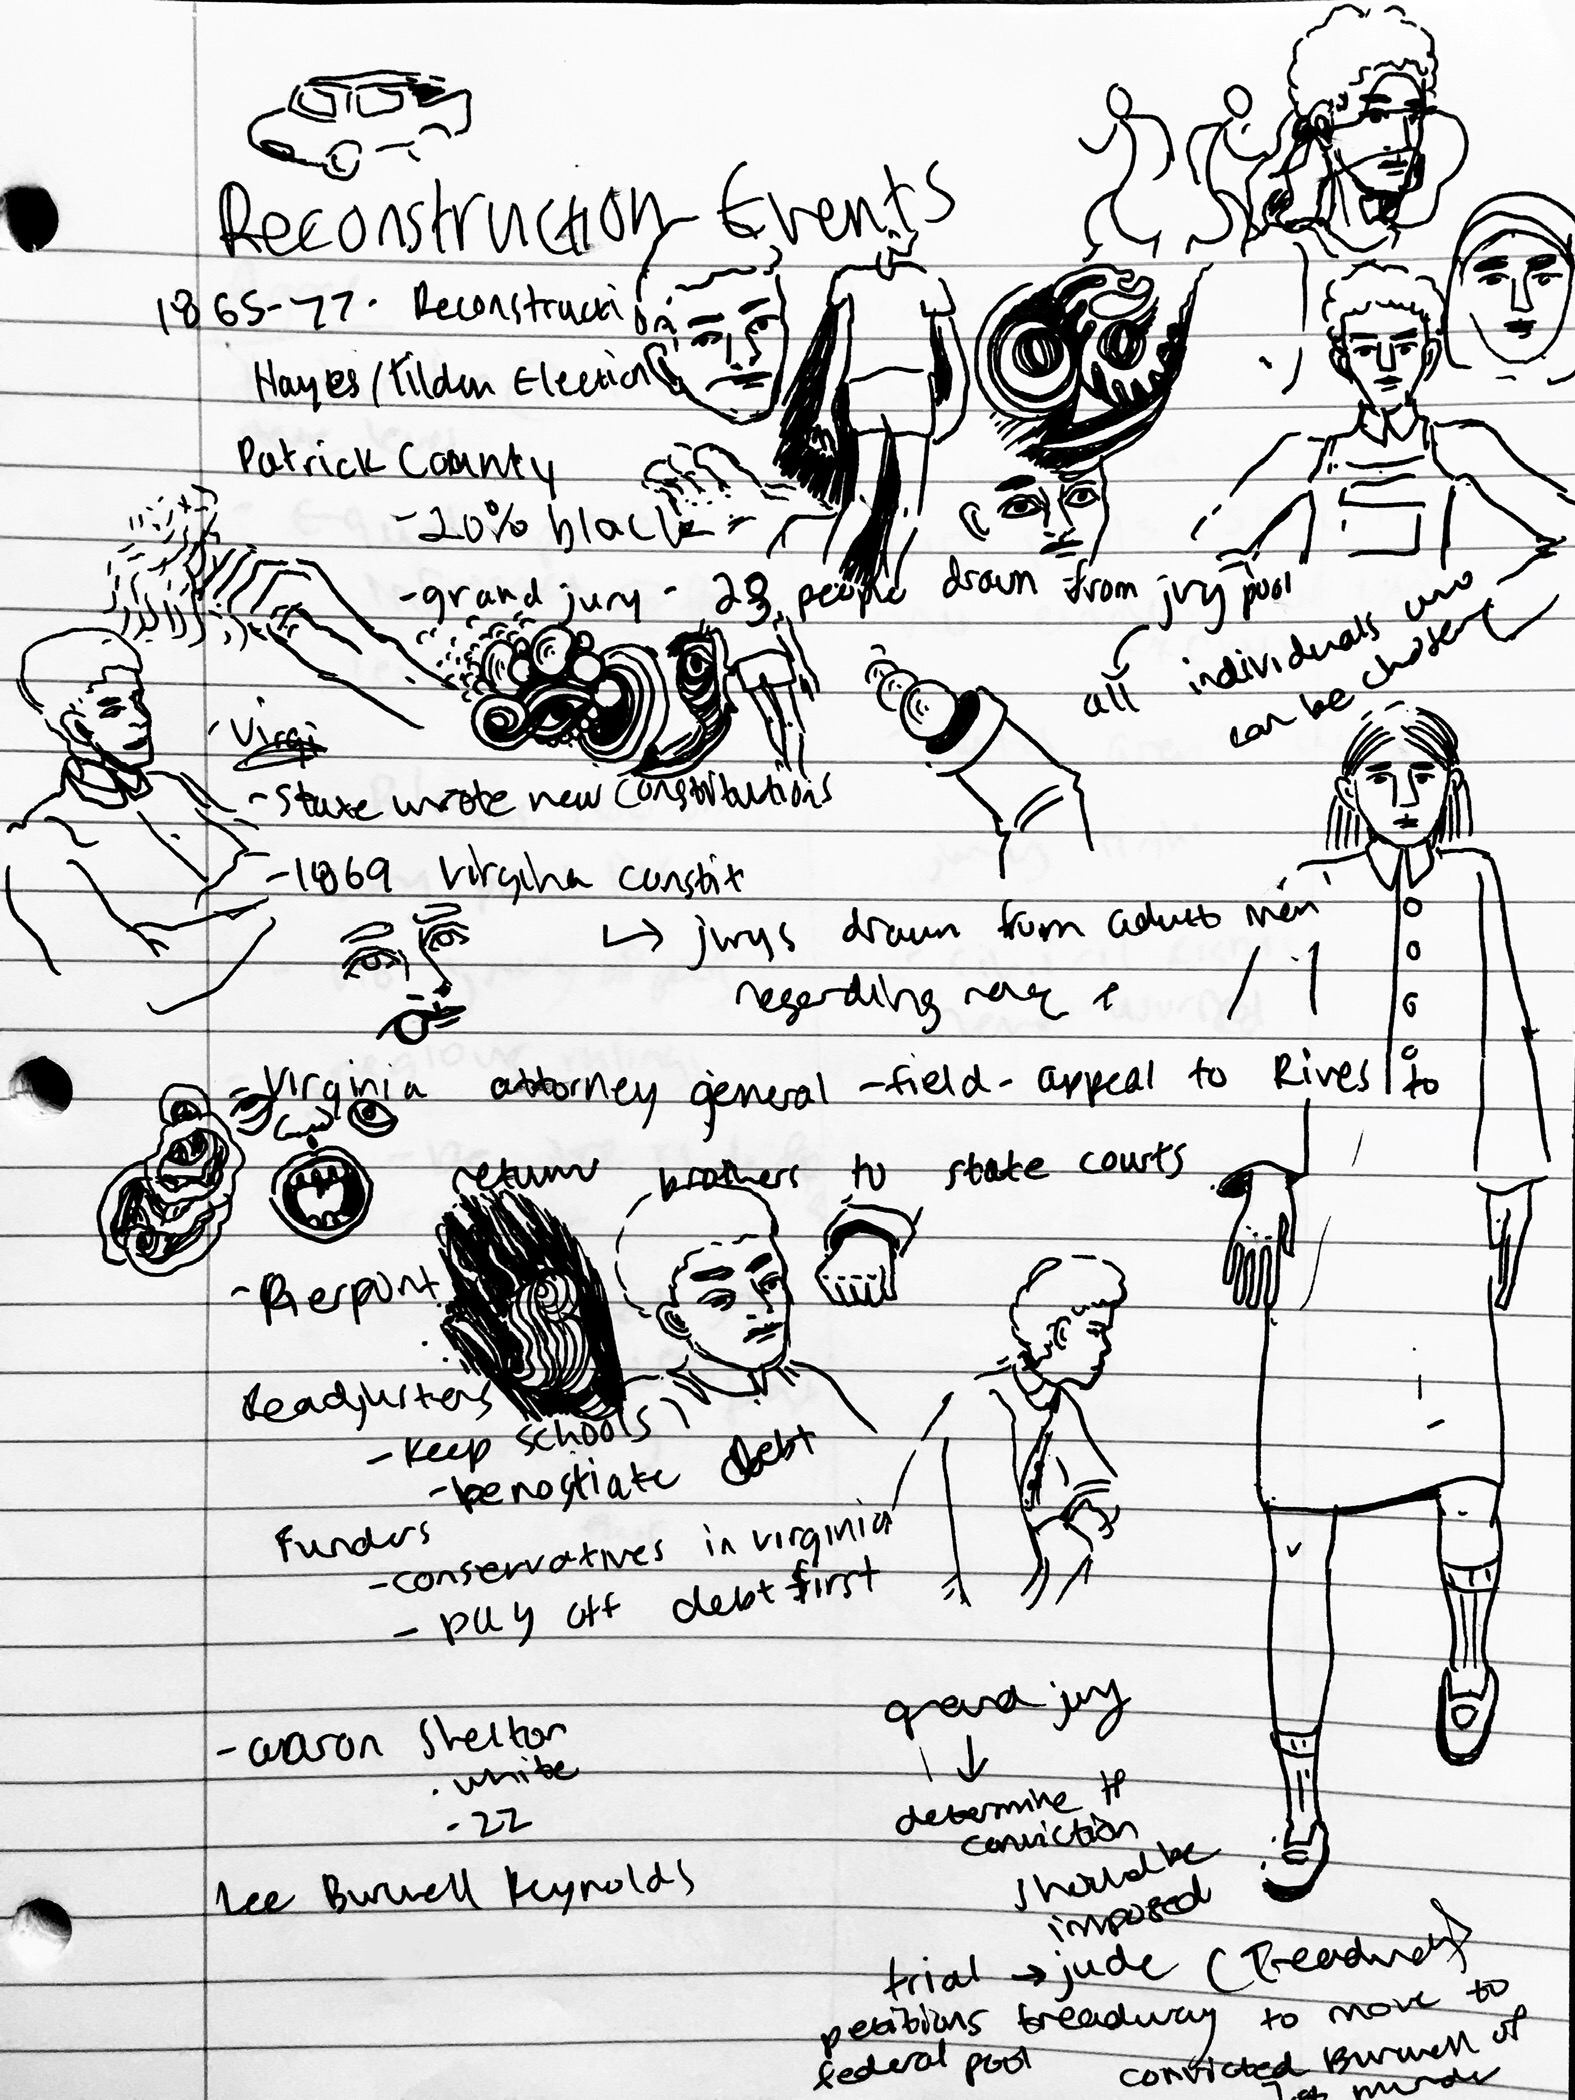 Reconstruction Events
1865-77. Reconstruction
Hayes/Tilden Election
Patrick County
-20% black
-grand jury - 23 people drawn from jury pool
all individuals who
can be chosen
-Virgi
-State wrote new constitutions
-1869 Virginia constit
↳ jurys drawn from adult men
regarding race
-Virginia attorney general -field- appeal to Rives to
return brothers to state courts
-Pierpont
Readjusters
-keep schools
-benogtiate debt
Funders
-conservatives in virginia
- pay off debt first
-aaron Shelton
. white
-22
Lee Burwell Reynolds
grand jury
↓
determine if
conviction
should be
imposed
trial → jude (Treadway)
petitions treadway to move to
federal pool
convicted Burwell of
murder